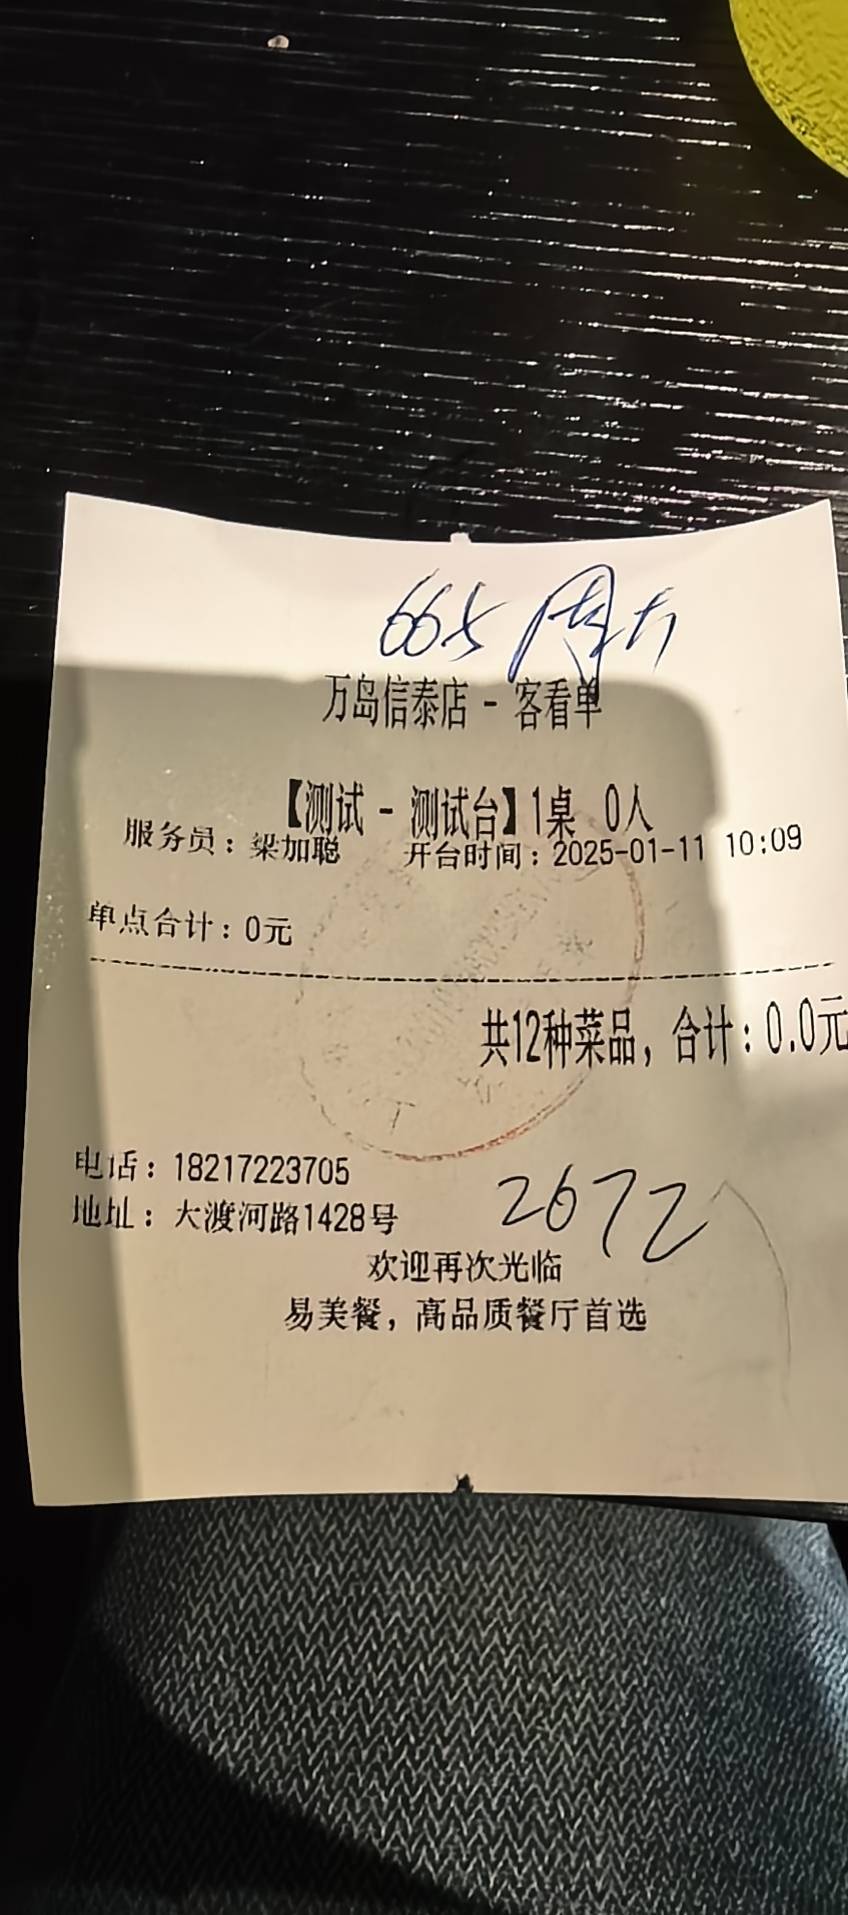 665
万岛信泰店 - 客看单
【测试 - 测试台】1桌 0人
服务员：梁加聪 开台时间：2025-01-11 10:09
单点合计：0元
共12种菜品，合计：0.0元
电话：18217223705
地址：大渡河路1428号
2672
欢迎再次光临
易美餐，高品质餐厅首选